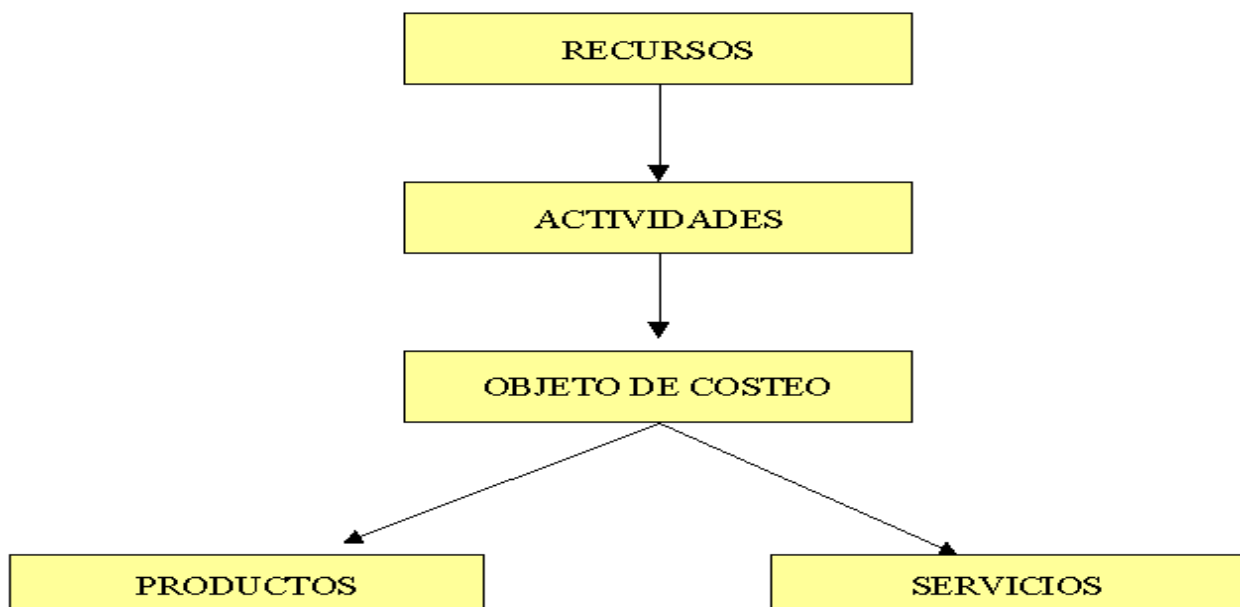 RECURSOS
ACTIVIDADES
OBJETO DE COSTEO
PRODUCTOS
SERVICIOS